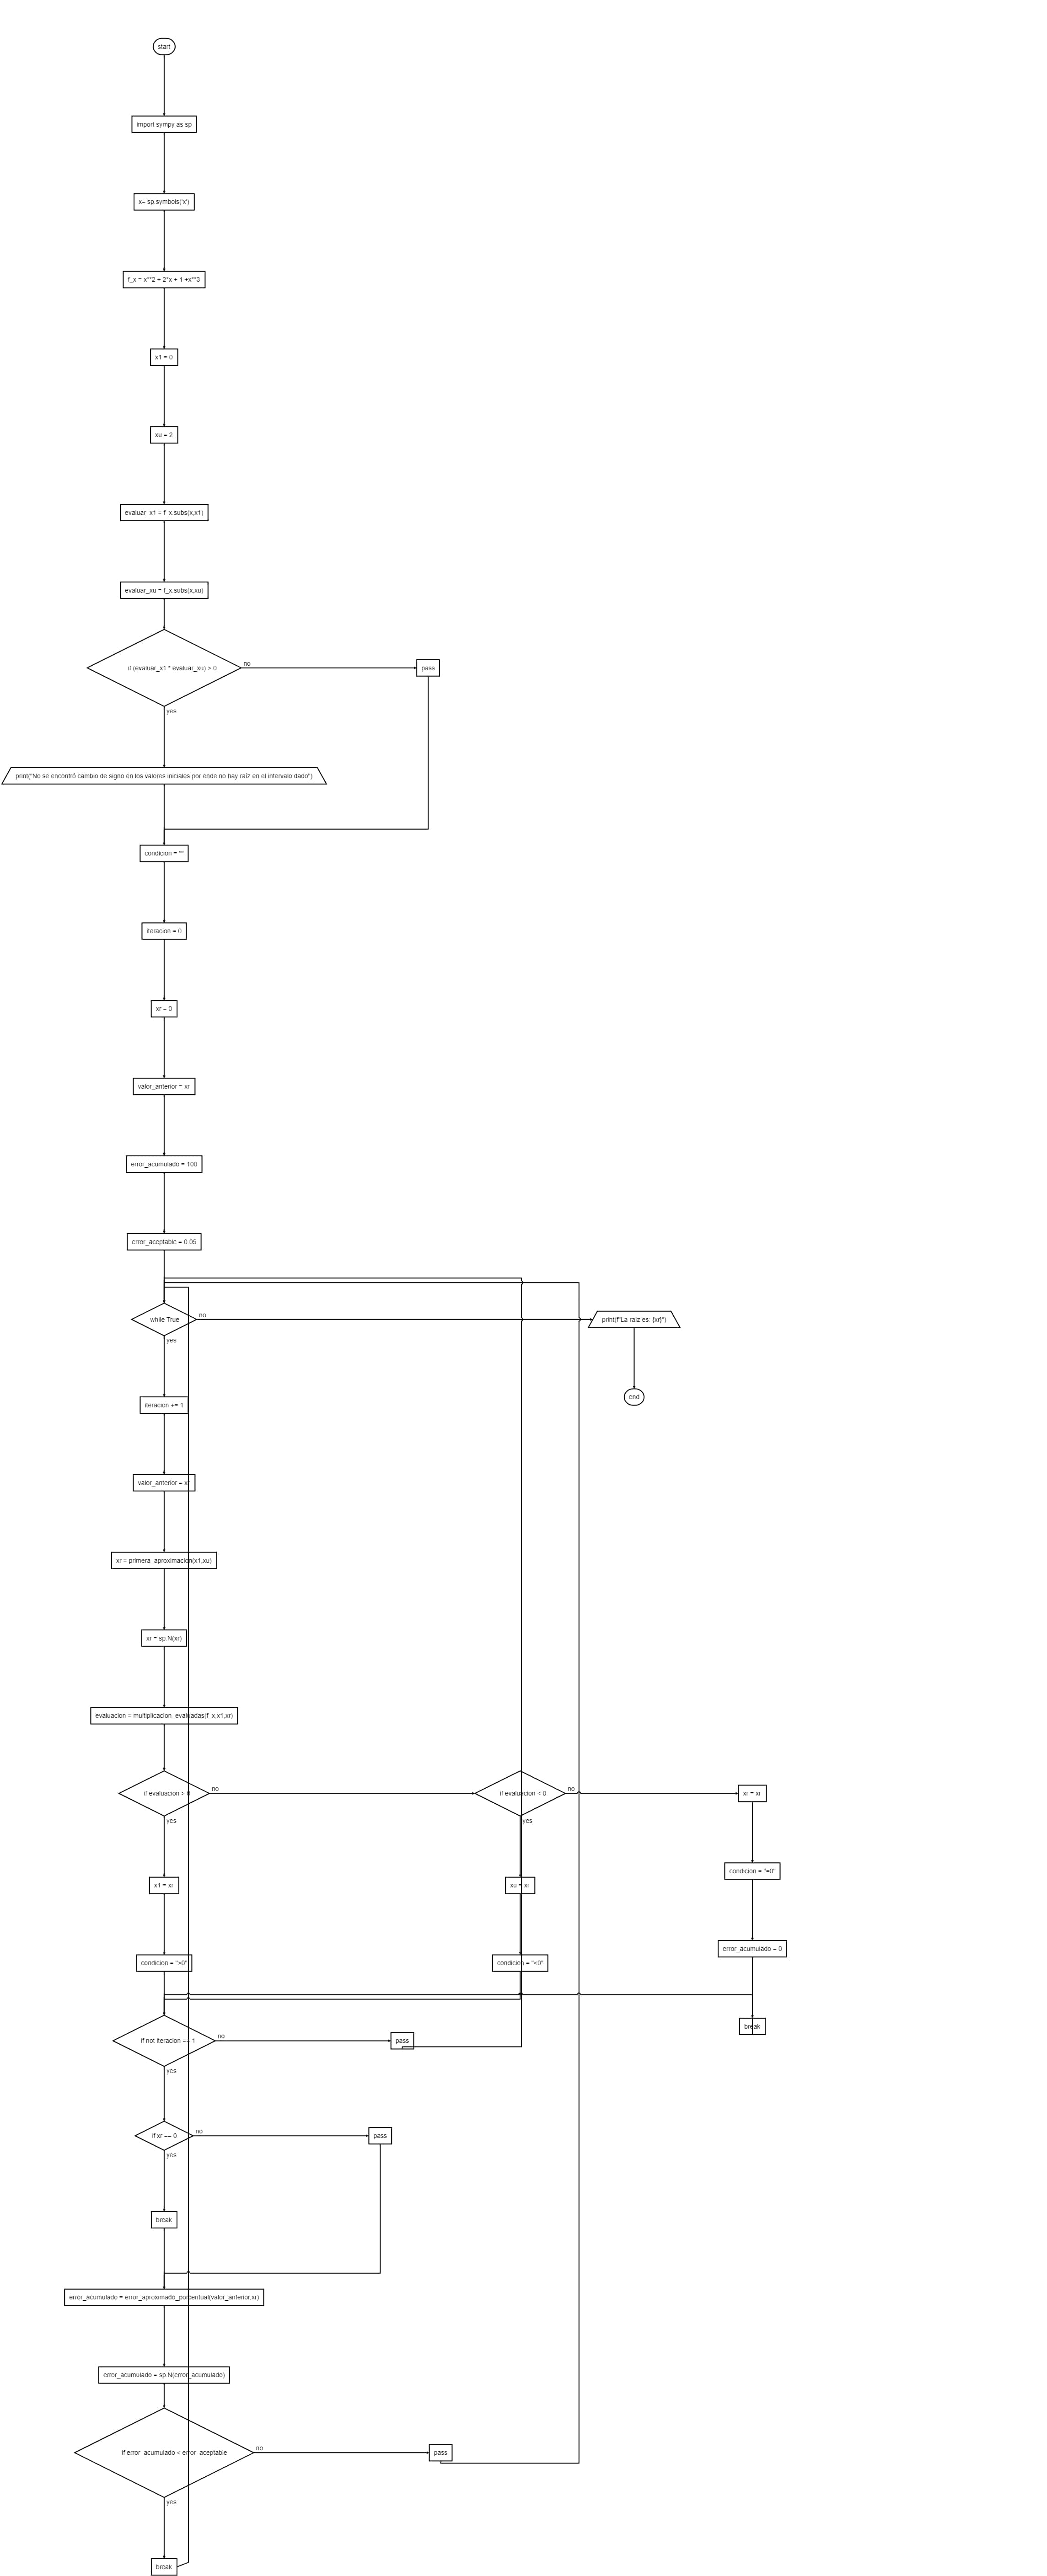 start
import sympy as sp
x= sp.symbols('x')
f_x = x**2 + 2*x + 1 +x**3
x1 = 0
xu = 2
evaluar_x1 = f_x.subs(x,x1)
evaluar_xu = f_x.subs(x,xu)
if (evaluar_x1 * evaluar_xu) > 0
no
pass
yes
print("No se encontró cambio de signo en los valores iniciales por ende no hay raíz en el intervalo dado")
condicion = ""
iteracion = 0
xr = 0
valor_anterior = xr
error_acumulado = 100
error_aceptable = 0.05
while True
no
print(f"La raíz es {xr}")
yes
end
iteracion += 1
valor_anterior = xr
xr = primera_aproximacion(x1,xu)
xr = sp.N(xr)
evaluacion = multiplicacion_evaluadas(f_x,x1,xr)
if evaluacion > 0
no
if evaluacion < 0
no
xr = xr
yes
yes
condicion = "=0"
x1 = xr
xu = xr
error_acumulado = 0
condicion = ">0"
condicion = "<0"
break
if not iteracion == 1
no
pass
yes
if xr == 0
no
pass
yes
break
error_acumulado = error_aproximado_porcentual(valor_anterior,xr)
error_acumulado = sp.N(error_acumulado)
if error_acumulado < error_aceptable
no
pass
yes
break